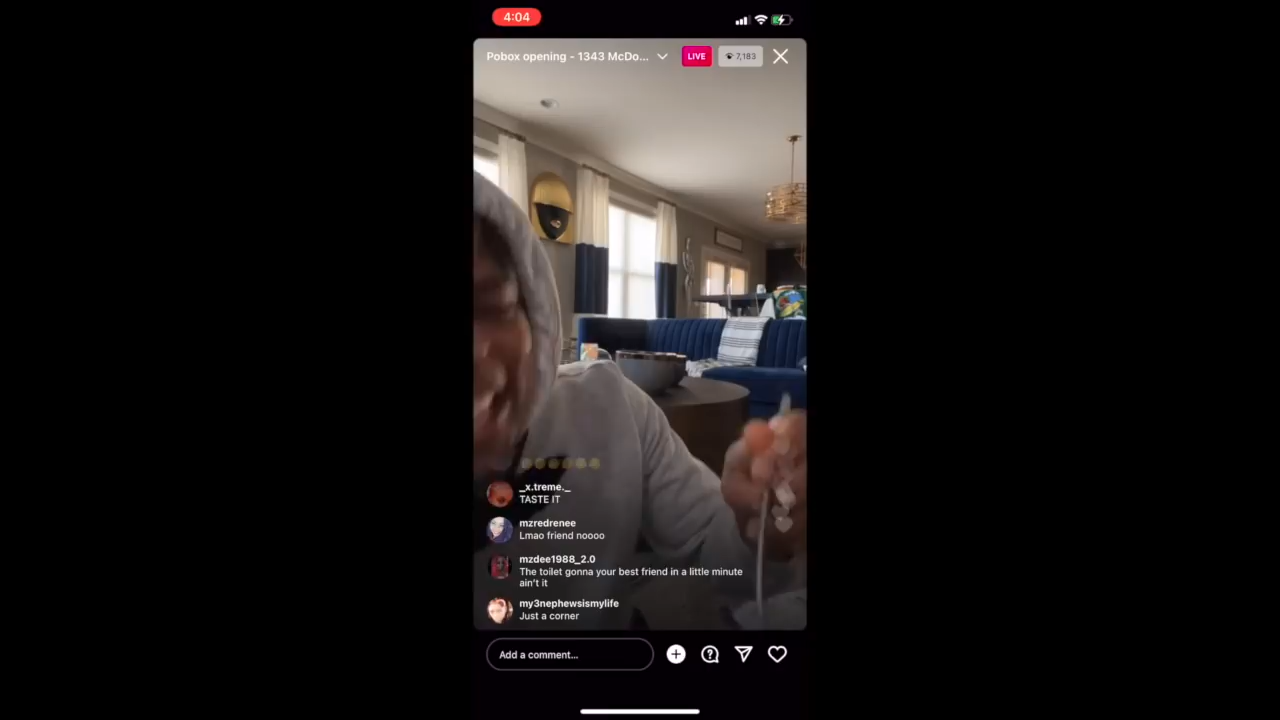 4:04
Pobox opening - 1343 McDo...
LIVE
7,183
_x.treme._
TASTE IT
mzredrenee
Lmao friend noooo
mzdee1988_2.0
The toilet gonna your best friend in a little minute
ain't it
my3nephewsismylife
Just a corner
Add a comment...